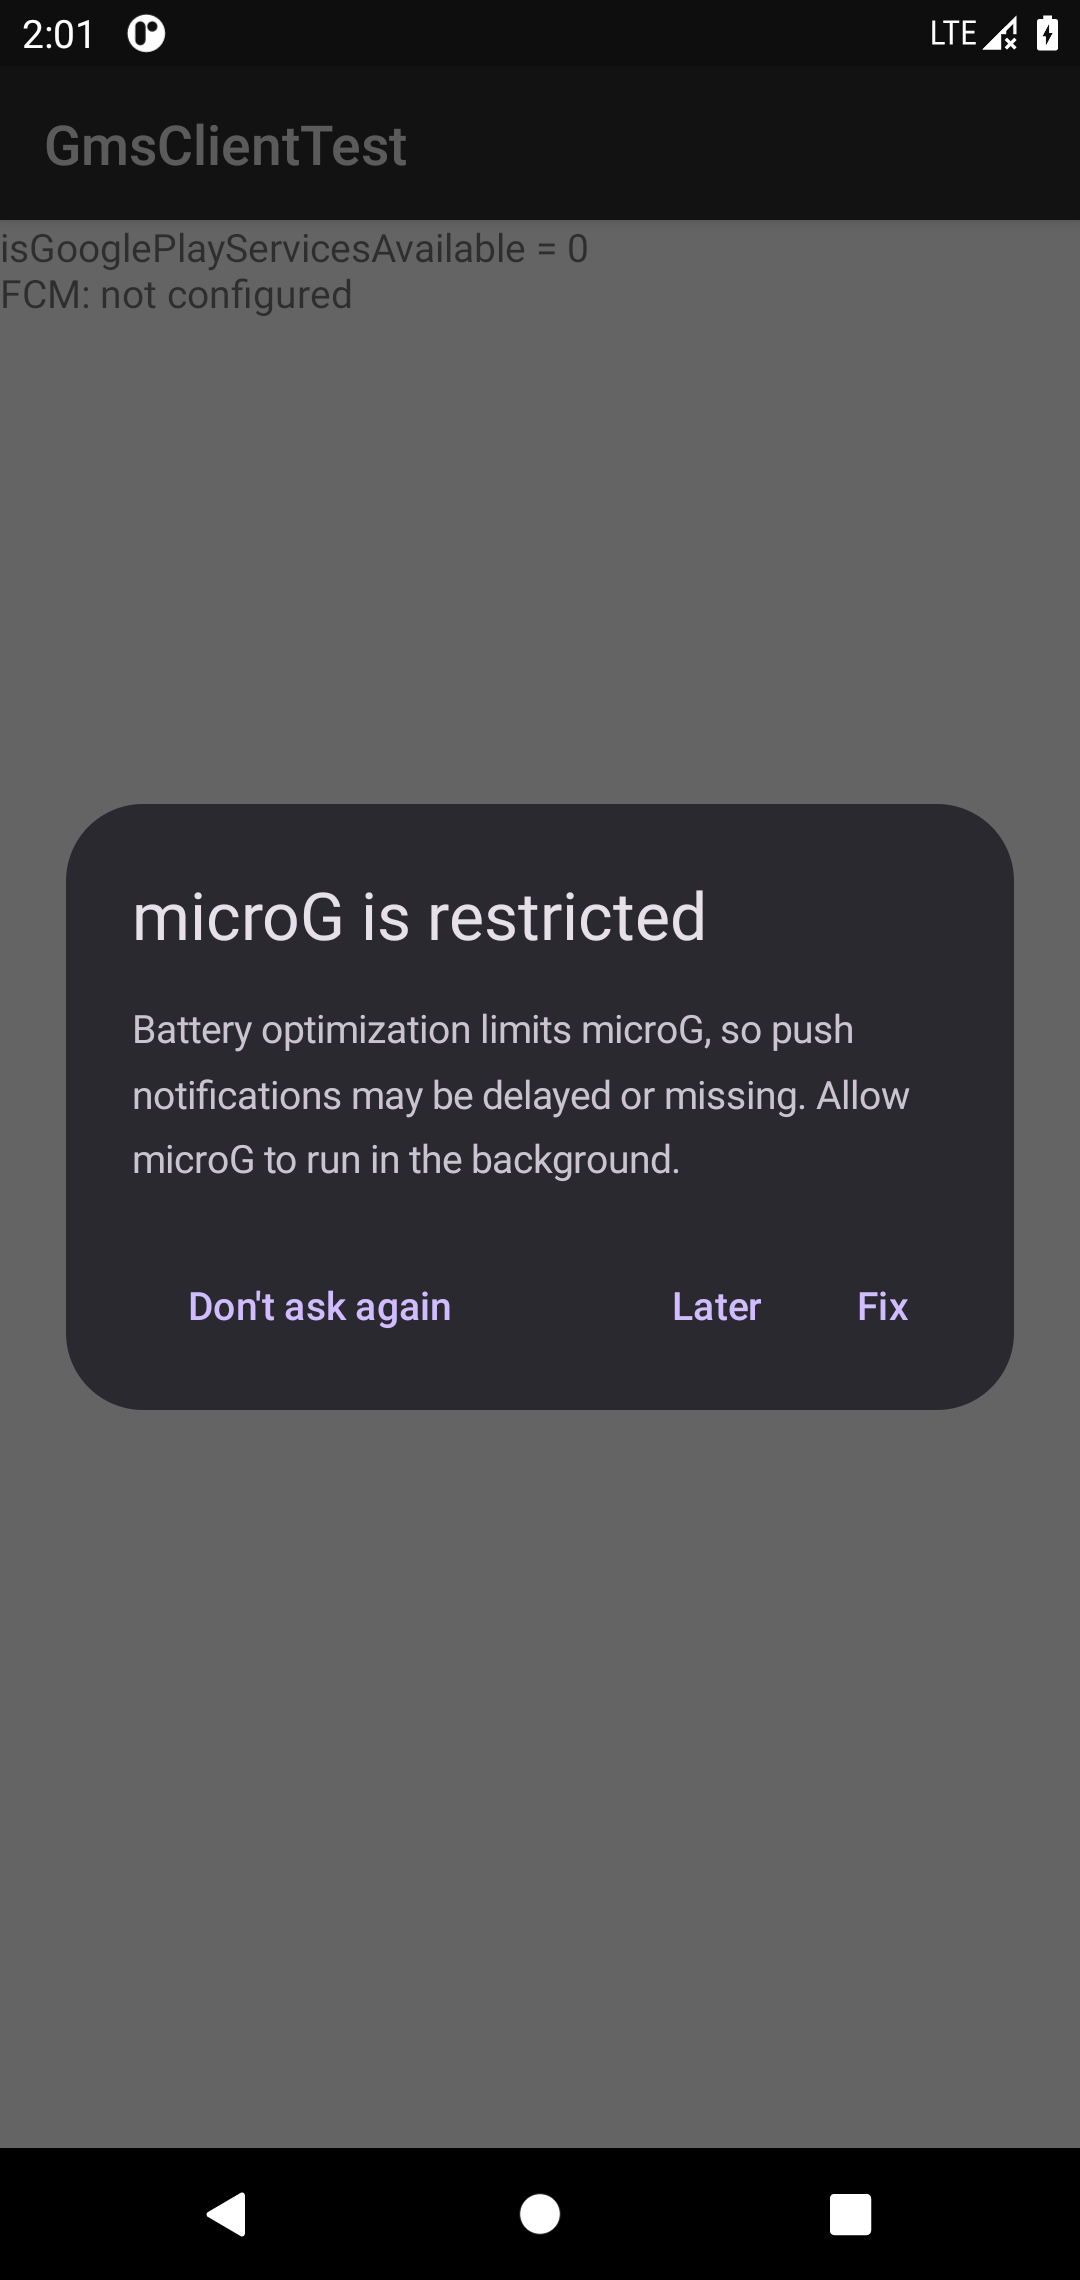 2:01
LTE
GmsClientTest
isGooglePlayServicesAvailable = 0
FCM: not configured
microG is restricted
Battery optimization limits microG, so push
notifications may be delayed or missing. Allow
microG to run in the background.
Don't ask again Later Fix